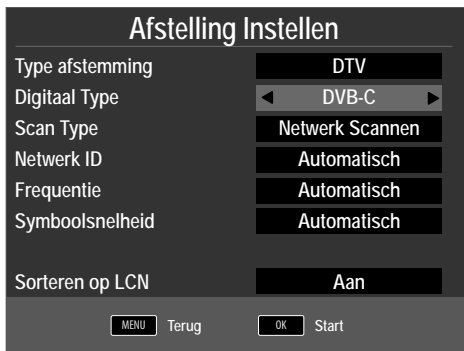 Afstelling Instellen
Type afstemming DTV
Digitaal Type DVB-C
Scan Type Netwerk Scannen
Netwerk ID Automatisch
Frequentie Automatisch
Symboolsnelheid Automatisch
Sorteren op LCN Aan
MENU Terug OK Start